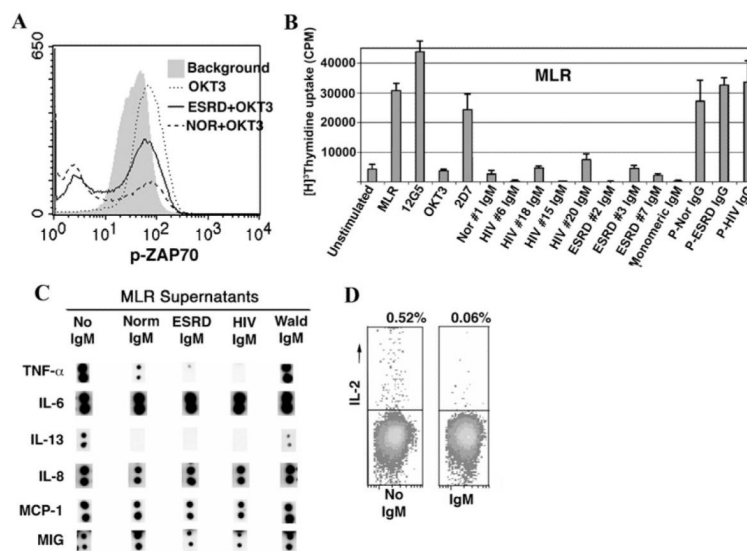 A
650
0
Background
OKT3
ESRD+OKT3
NOR+OKT3
10^0 10^1 10^2 10^3 10^4
p-ZAP70
B
[H]³Thymidine uptake (CPM)
40000
30000
20000
10000
MLR
Unstimulated
MLR
12G5
OKT3
2D7
Nor #1 IgM
HIV #6 IgM
HIV #18 IgM
HIV #15 IgM
HIV #20 IgM
ESRD #2 IgM
ESRD #3 IgM
ESRD #7 IgM
Monomeric IgM
P-Nor IgG
P-ESRD IgG
P-HIV IgG
C
MLR Supernatants
No IgM
Norm IgM
ESRD IgM
HIV IgM
Wald IgM
TNF-α
IL-6
IL-13
IL-8
MCP-1
MIG
D
0.52% 0.06%
IL-2
No IgM
IgM